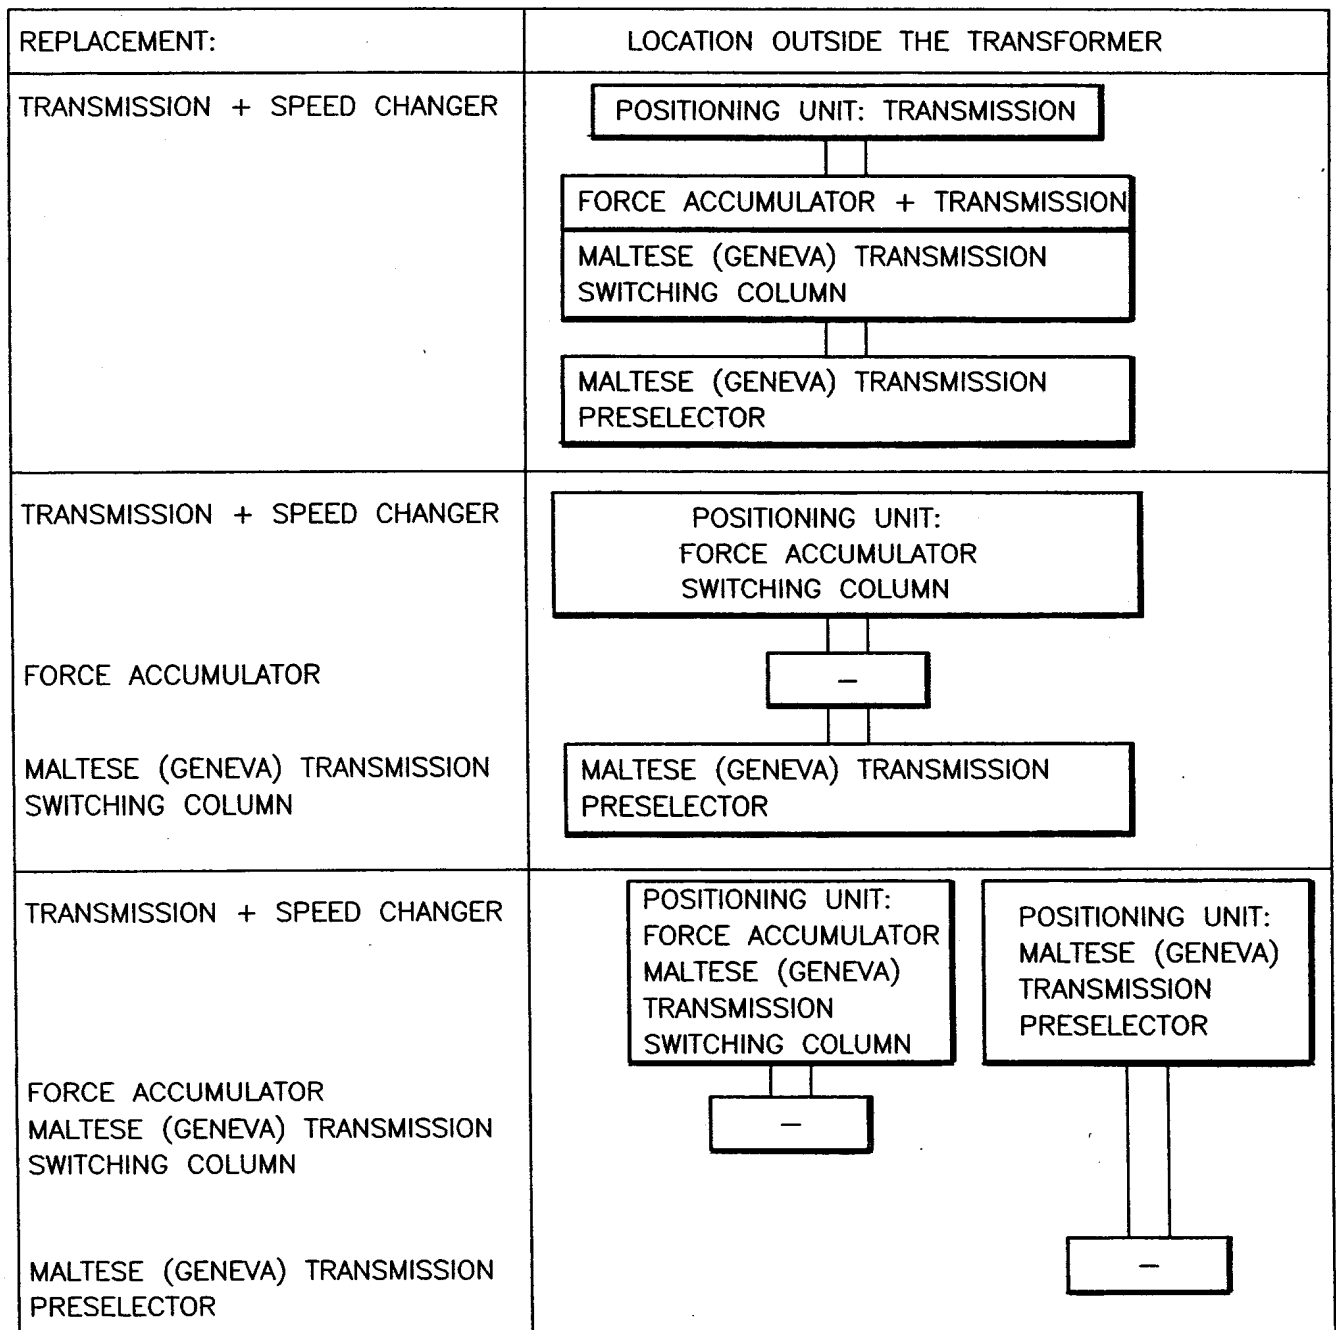 REPLACEMENT:
LOCATION OUTSIDE THE TRANSFORMER
TRANSMISSION + SPEED CHANGER
POSITIONING UNIT: TRANSMISSION
FORCE ACCUMULATOR + TRANSMISSION
MALTESE (GENEVA) TRANSMISSION
SWITCHING COLUMN
MALTESE (GENEVA) TRANSMISSION
PRESELECTOR
TRANSMISSION + SPEED CHANGER
POSITIONING UNIT:
FORCE ACCUMULATOR
SWITCHING COLUMN
FORCE ACCUMULATOR
–
MALTESE (GENEVA) TRANSMISSION
SWITCHING COLUMN
MALTESE (GENEVA) TRANSMISSION
PRESELECTOR
TRANSMISSION + SPEED CHANGER
POSITIONING UNIT:
FORCE ACCUMULATOR
MALTESE (GENEVA)
TRANSMISSION
SWITCHING COLUMN
POSITIONING UNIT:
MALTESE (GENEVA)
TRANSMISSION
PRESELECTOR
FORCE ACCUMULATOR
MALTESE (GENEVA) TRANSMISSION
SWITCHING COLUMN
–
MALTESE (GENEVA) TRANSMISSION
PRESELECTOR
–